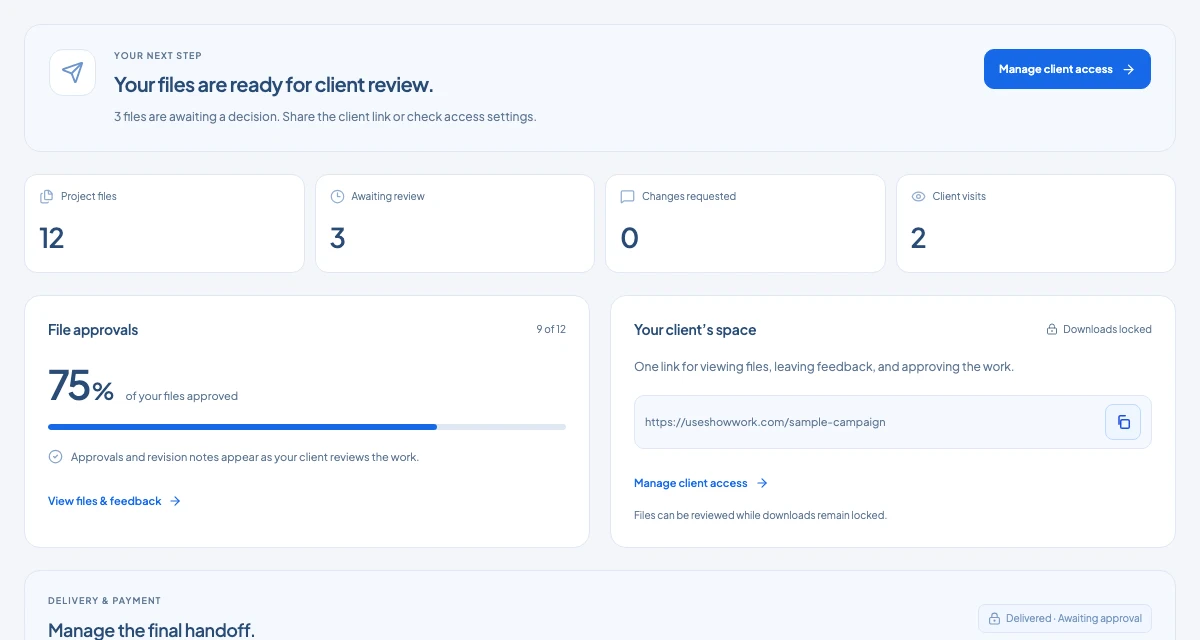 YOUR NEXT STEP
Your files are ready for client review.
3 files are awaiting a decision. Share the client link or check access settings.
Manage client access
Project files
12
Awaiting review
3
Changes requested
0
Client visits
2
File approvals
9 of 12
75% of your files approved
Approvals and revision notes appear as your client reviews the work.
View files & feedback
Your client’s space
Downloads locked
One link for viewing files, leaving feedback, and approving the work.
https://useshowwork.com/sample-campaign
Manage client access
Files can be reviewed while downloads remain locked.
DELIVERY & PAYMENT
Manage the final handoff.
Delivered · Awaiting approval